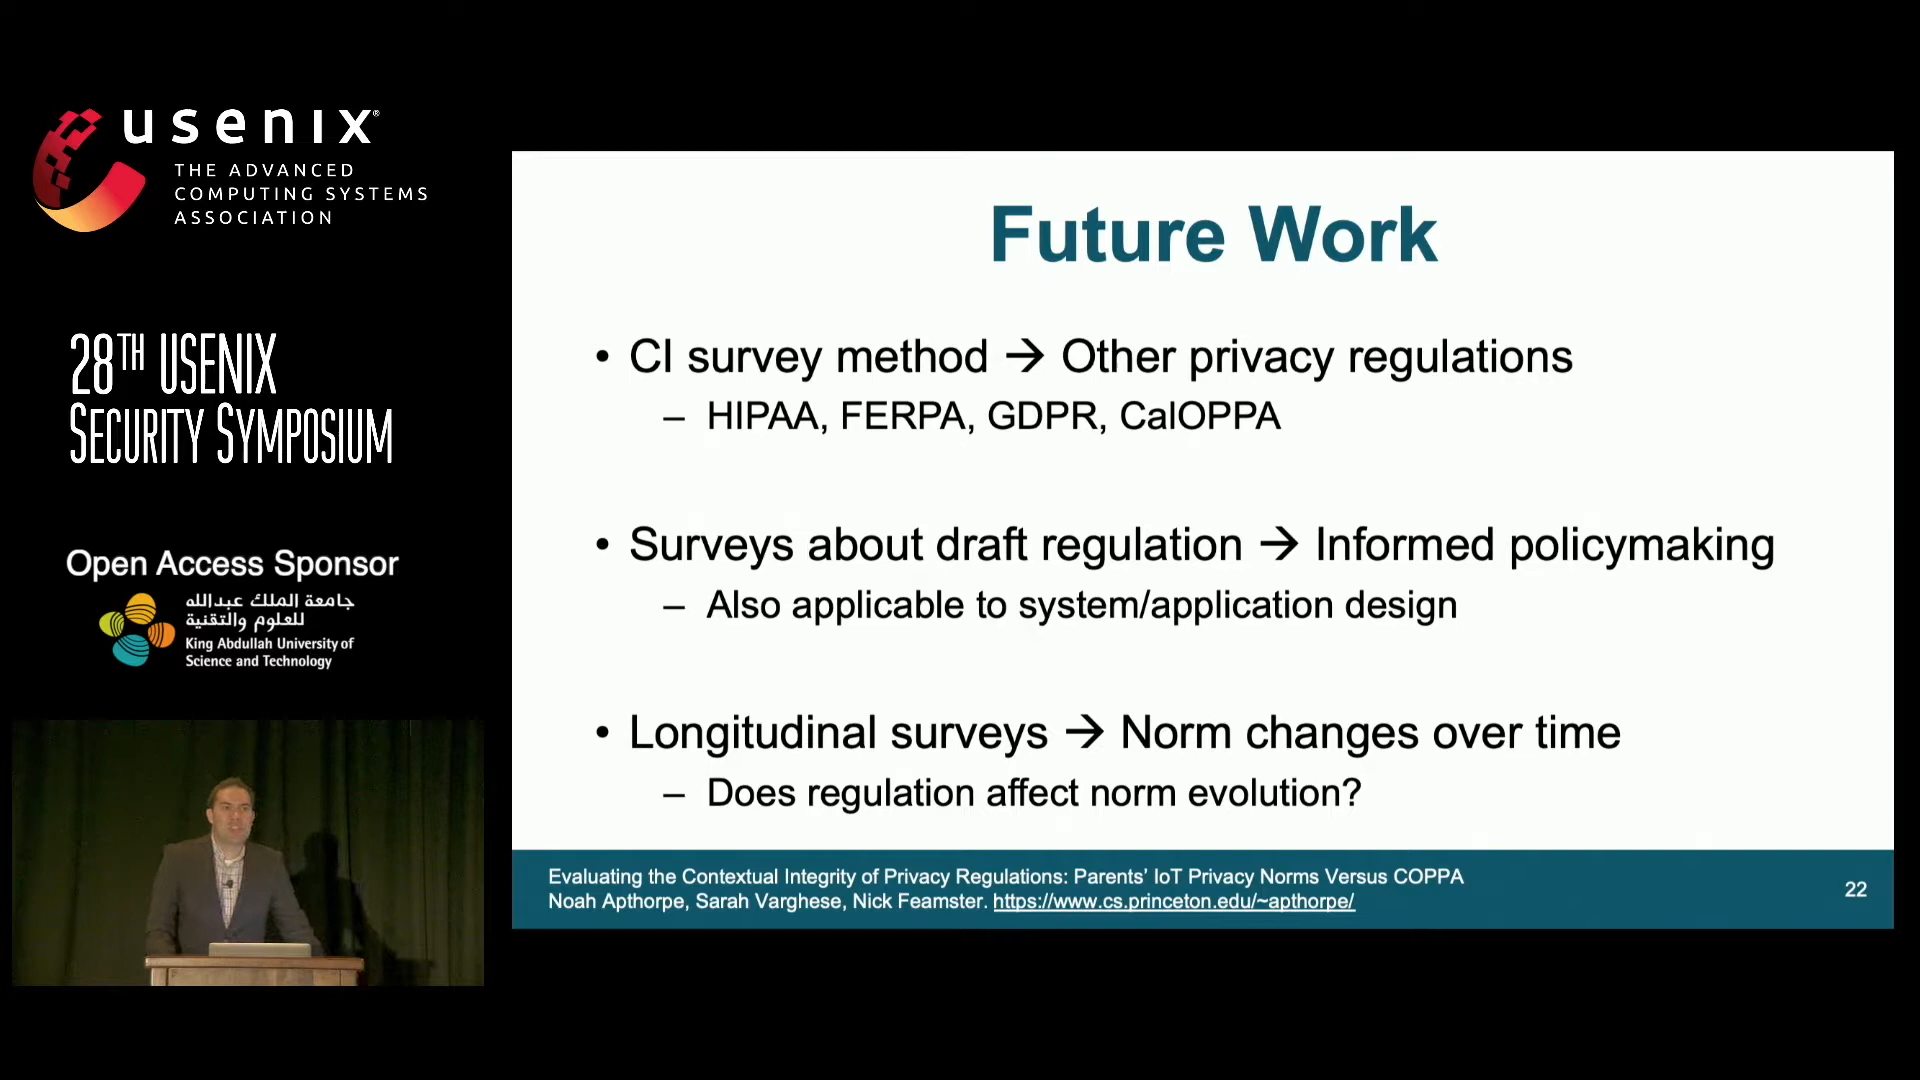 usenix®
THE ADVANCED
COMPUTING SYSTEMS
ASSOCIATION
28TH USENIX
SECURITY SYMPOSIUM
Open Access Sponsor
جامعة الملك عبدالله
للعلوم والتقنية
King Abdullah University of
Science and Technology
Future Work
• CI survey method → Other privacy regulations
– HIPAA, FERPA, GDPR, CalOPPA
• Surveys about draft regulation → Informed policymaking
– Also applicable to system/application design
• Longitudinal surveys → Norm changes over time
– Does regulation affect norm evolution?
Evaluating the Contextual Integrity of Privacy Regulations: Parents’ IoT Privacy Norms Versus COPPA
Noah Apthorpe, Sarah Varghese, Nick Feamster. https://www.cs.princeton.edu/~apthorpe/
22